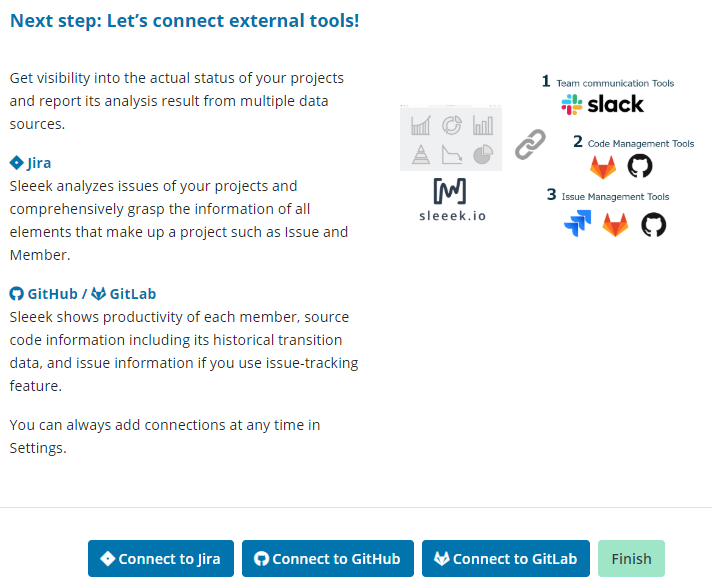 Next step: Let's connect external tools!
Get visibility into the actual status of your projects
and report its analysis result from multiple data
sources.
Jira
Sleeek analyzes issues of your projects and
comprehensively grasp the information of all
elements that make up a project such as Issue and
Member.
GitHub / GitLab
Sleeek shows productivity of each member, source
code information including its historical transition
data, and issue information if you use issue-tracking
feature.
You can always add connections at any time in
Settings.
sleeek.io
1 Team communication Tools
slack
2 Code Management Tools
3 Issue Management Tools
Connect to Jira
Connect to GitHub
Connect to GitLab
Finish